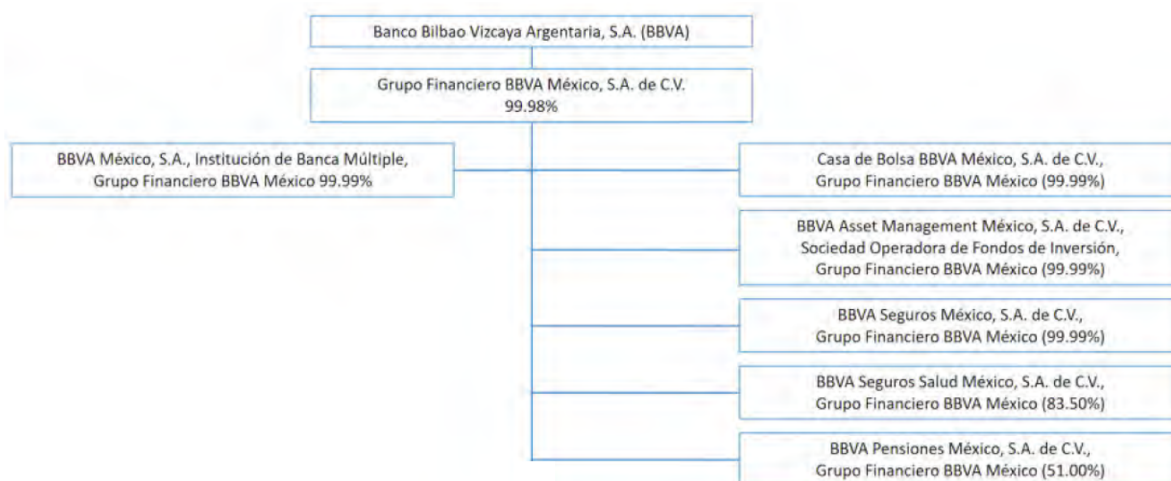 Banco Bilbao Vizcaya Argentaria, S.A. (BBVA)
Grupo Financiero BBVA México, S.A. de C.V.
99.98%
BBVA México, S.A., Institución de Banca Múltiple,
Grupo Financiero BBVA México 99.99%
Casa de Bolsa BBVA México, S.A. de C.V.,
Grupo Financiero BBVA México (99.99%)
BBVA Asset Management México, S.A. de C.V.,
Sociedad Operadora de Fondos de Inversión,
Grupo Financiero BBVA México (99.99%)
BBVA Seguros México, S.A. de C.V.,
Grupo Financiero BBVA México (99.99%)
BBVA Seguros Salud México, S.A. de C.V.,
Grupo Financiero BBVA México (83.50%)
BBVA Pensiones México, S.A. de C.V.,
Grupo Financiero BBVA México (51.00%)